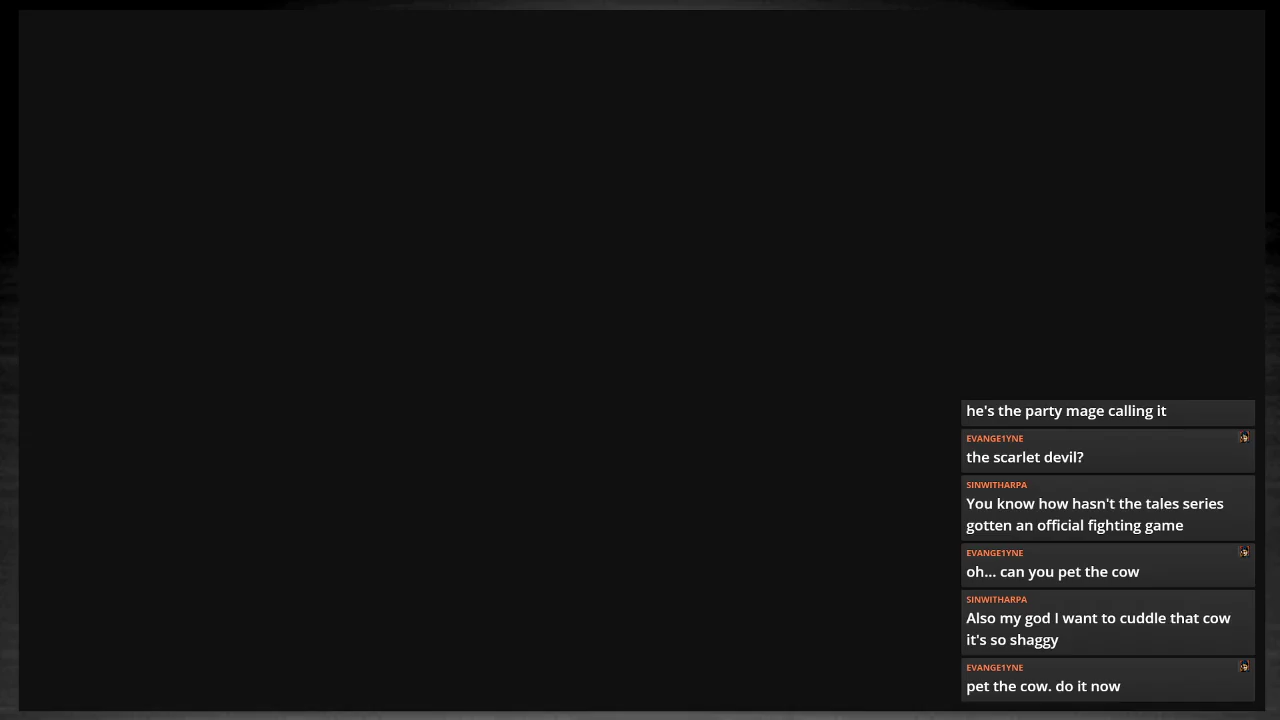 he's the party mage calling it
EVANGE1YNE
the scarlet devil?
SINWITHARPA
You know how hasn't the tales series
gotten an official fighting game
EVANGE1YNE
oh... can you pet the cow
SINWITHARPA
Also my god I want to cuddle that cow
it's so shaggy
EVANGE1YNE
pet the cow. do it now